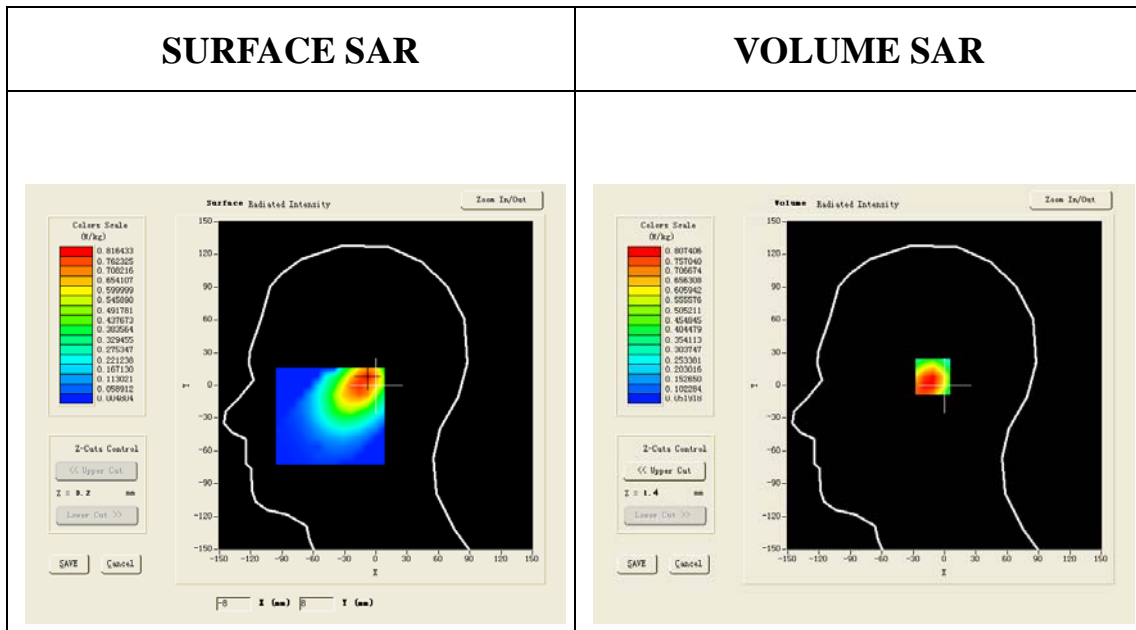 SURFACE SAR
VOLUME SAR
Surface Radiated Intensity
Zoom In/Out
Colors Scale
(W/kg)
0.816433
0.762325
0.708216
0.654107
0.599999
0.545890
0.491781
0.437673
0.383564
0.329455
0.275347
0.221238
0.167130
0.113021
0.058912
0.004804
Z-Cuts Control
<< Upper Cut
Z = 0.2 mm
Lower Cut >>
SAVE
Cancel
150
120
90
60
30
0
-30
-60
-90
-120
-150
Y
-150 -120 -90 -60 -30 0 30 60 90 120 150
X
-8 X (mm) 8 Y (mm)
Volume Radiated Intensity
Zoom In/Out
Colors Scale
(W/kg)
0.807406
0.757040
0.706674
0.656308
0.605942
0.555576
0.505211
0.454845
0.404479
0.354113
0.303747
0.253381
0.203016
0.152650
0.102284
0.051918
Z-Cuts Control
<< Upper Cut
Z = 1.4 mm
Lower Cut >>
SAVE
Cancel
150
120
90
60
30
0
-30
-60
-90
-120
-150
Y
-150 -120 -90 -60 -30 0 30 60 90 120 150
X